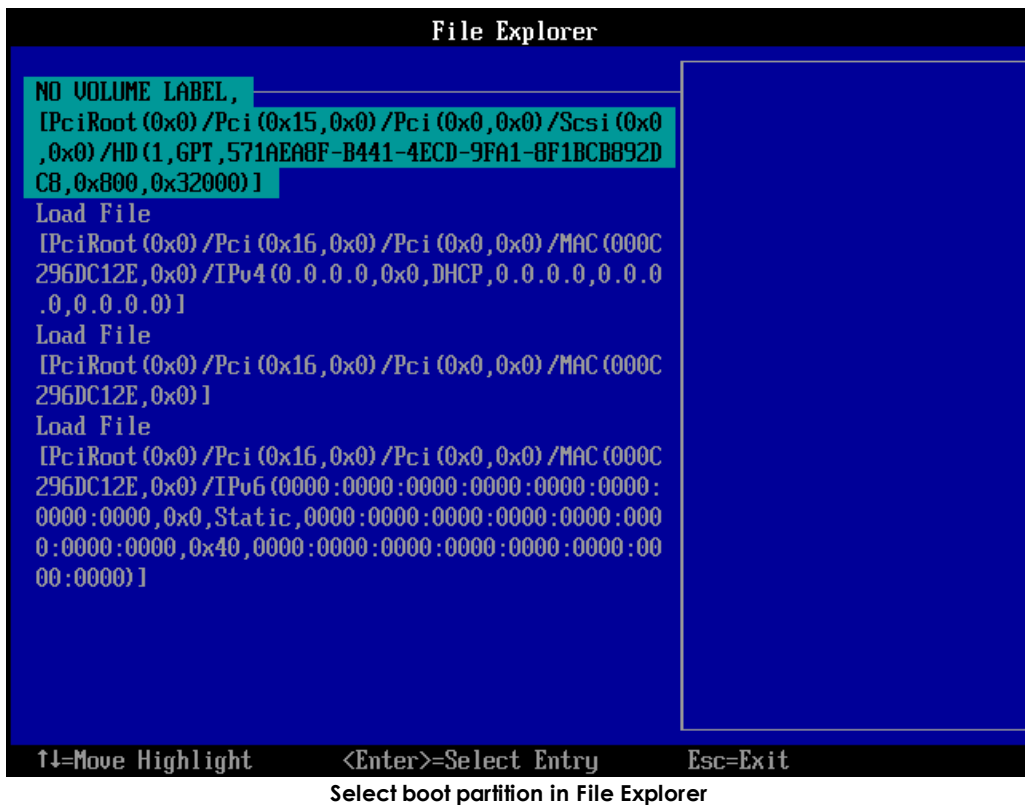 File Explorer
NO VOLUME LABEL,
[PciRoot(0x0)/Pci(0x15,0x0)/Pci(0x0,0x0)/Scsi(0x0
,0x0)/HD(1,GPT,571AEA8F-B441-4ECD-9FA1-8F1BCB892D
C8,0x800,0x32000)]
Load File
[PciRoot(0x0)/Pci(0x16,0x0)/Pci(0x0,0x0)/MAC(000C
296DC12E,0x0)/IPv4(0.0.0.0,0x0,DHCP,0.0.0.0,0.0.0
.0,0.0.0.0)]
Load File
[PciRoot(0x0)/Pci(0x16,0x0)/Pci(0x0,0x0)/MAC(000C
296DC12E,0x0)]
Load File
[PciRoot(0x0)/Pci(0x16,0x0)/Pci(0x0,0x0)/MAC(000C
296DC12E,0x0)/IPv6(0000:0000:0000:0000:0000:0000:
0000:0000,0x0,Static,0000:0000:0000:0000:0000:000
0:0000:0000,0x40,0000:0000:0000:0000:0000:0000:00
00:0000)]
↑↓=Move Highlight <Enter>=Select Entry Esc=Exit
Select boot partition in File Explorer